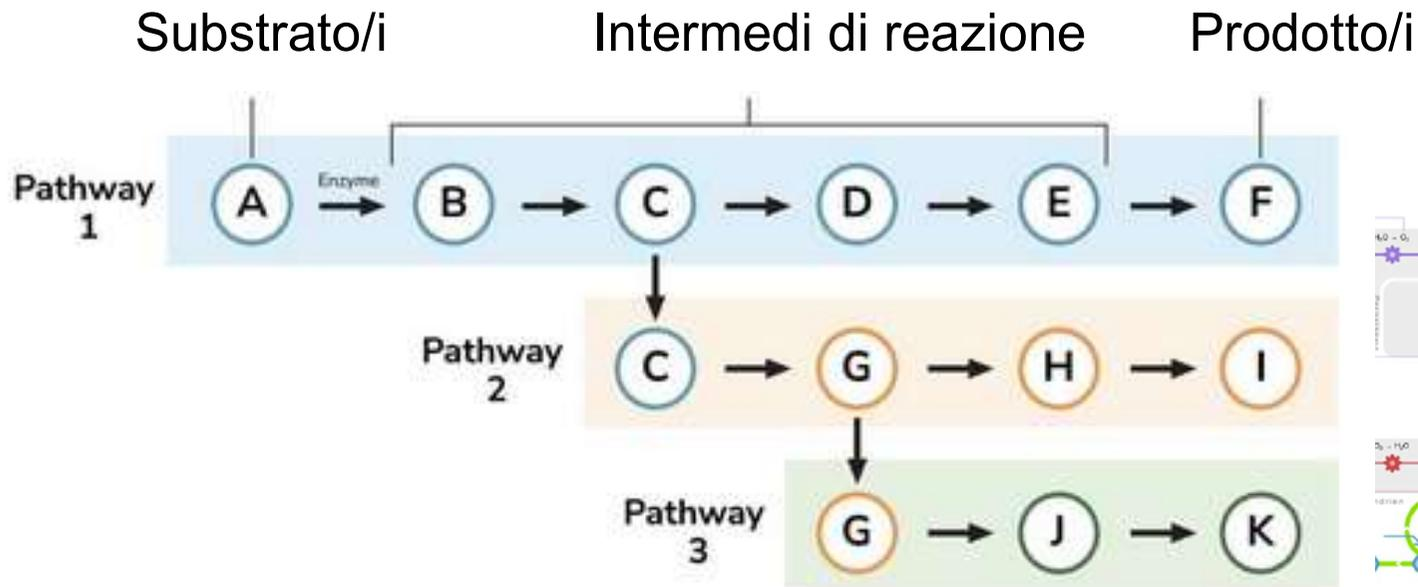 Substrato/i Intermedi di reazione Prodotto/i
Pathway
1
A Enzyme B C D E F
Pathway
2
C G H I
Pathway
3
G J K